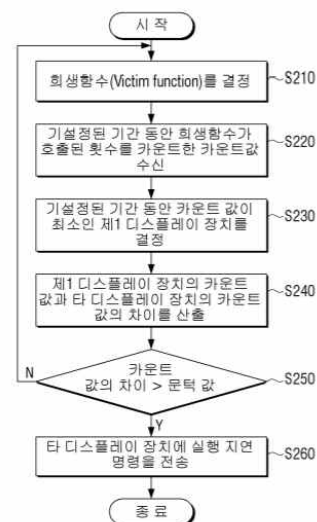 시 작
희생함수(Victim function)를 결정
S210
기설정된 기간 동안 희생함수가
호출된 횟수를 카운트한 카운트값
수신
S220
기설정된 기간 동안 카운트 값이
최소인 제1 디스플레이 장치를
결정
S230
제1 디스플레이 장치의 카운트
값과 타 디스플레이 장치의 카운트
값의 차이를 산출
S240
카운트
값의 차이 > 문턱 값
S250
N
Y
타 디스플레이 장치에 실행 지연
명령을 전송
S260
종 료